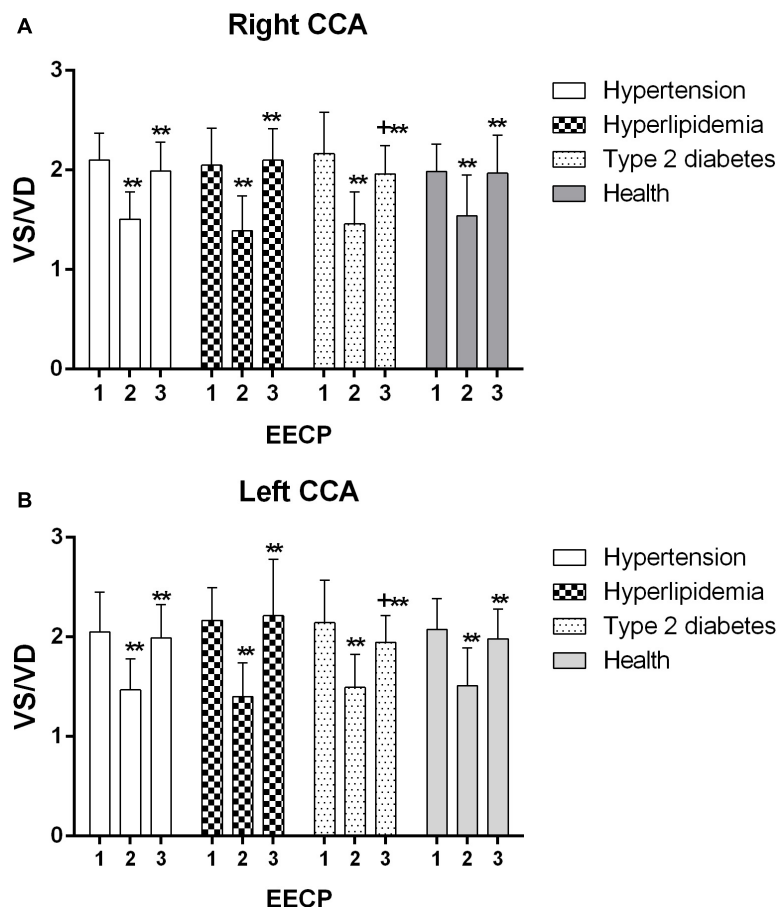 A
Right CCA
VS/VD
3
2
1
0
** ** ** ** ** +** ** **
1 2 3 1 2 3 1 2 3 1 2 3
EECP
Hypertension
Hyperlipidemia
Type 2 diabetes
Health
B
Left CCA
VS/VD
3
2
1
0
** ** ** ** ** +** ** **
1 2 3 1 2 3 1 2 3 1 2 3
EECP
Hypertension
Hyperlipidemia
Type 2 diabetes
Health